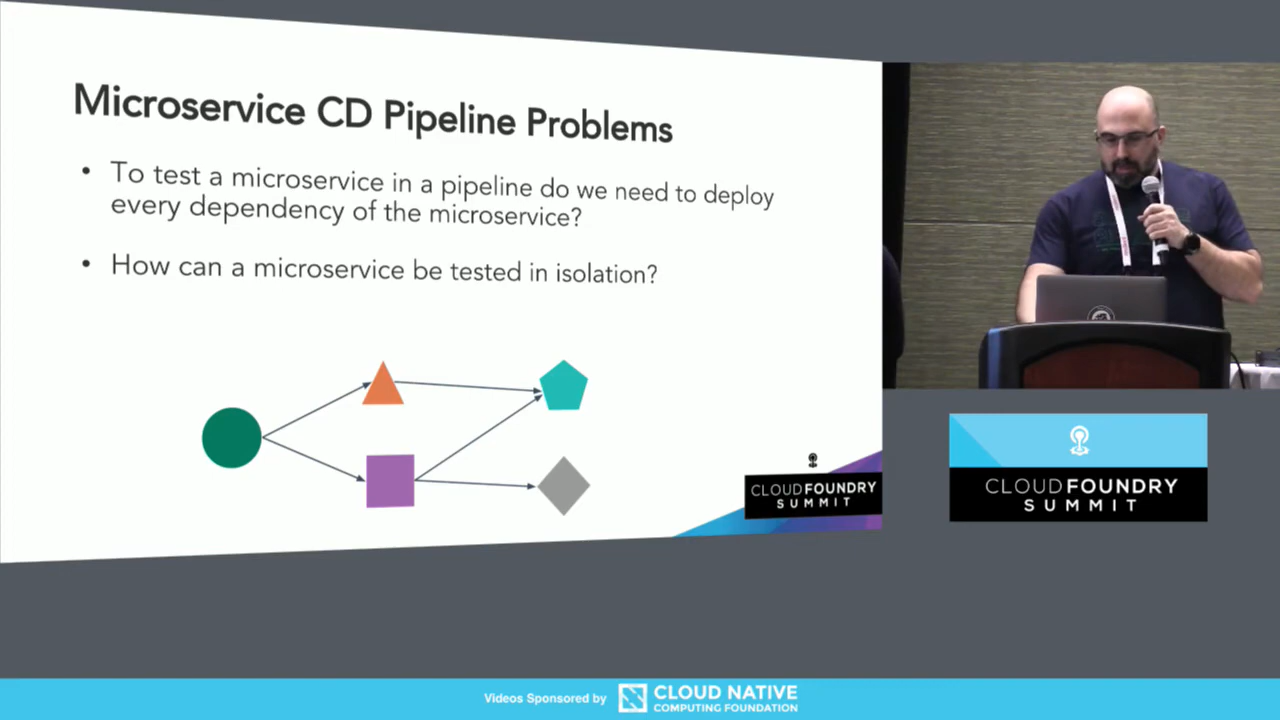 Microservice CD Pipeline Problems
• To test a microservice in a pipeline do we need to deploy
every dependency of the microservice?
• How can a microservice be tested in isolation?
CLOUDFOUNDRY
SUMMIT
CLOUDFOUNDRY
SUMMIT
Videos Sponsored by
CLOUD NATIVE
COMPUTING FOUNDATION